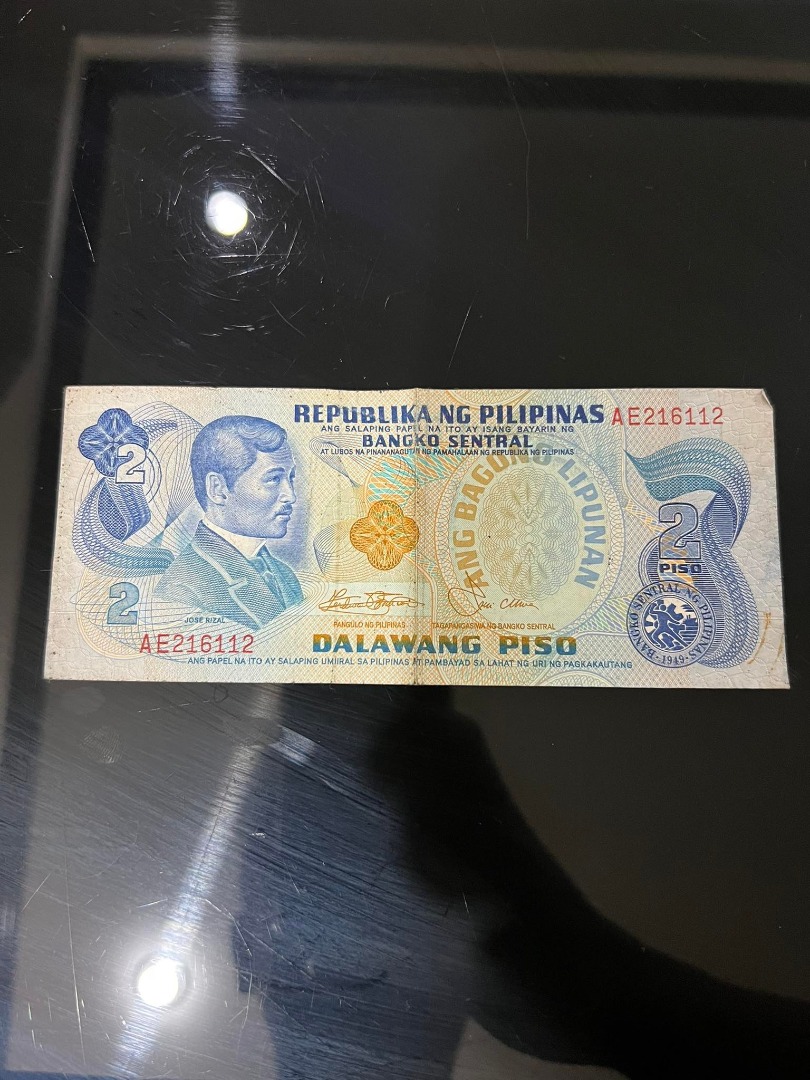 REPUBLIKA NG PILIPINAS AE216112
ANG SALAPING PAPEL NA ITO AY ISANG BAYARIN NG
BANGKO SENTRAL
AT LUBOS NA PINANANAGUTAN NG PAMAHALAAN NG REPUBLIKA NG PILIPINAS
2
ANG BAGONG LIPUNAN
2
PISO
2
JOSE RIZAL
PANGULO NG PILIPINAS TAGAPANGASIWA NG BANGKO SENTRAL
BANGKO SENTRAL NG PILIPINAS
1949
AE216112 DALAWANG PISO
ANG PAPEL NA ITO AY SALAPING UMIIRAL SA PILIPINAS AT PAMBAYAD SA LAHAT NG URI NG PAGKAKAUTANG